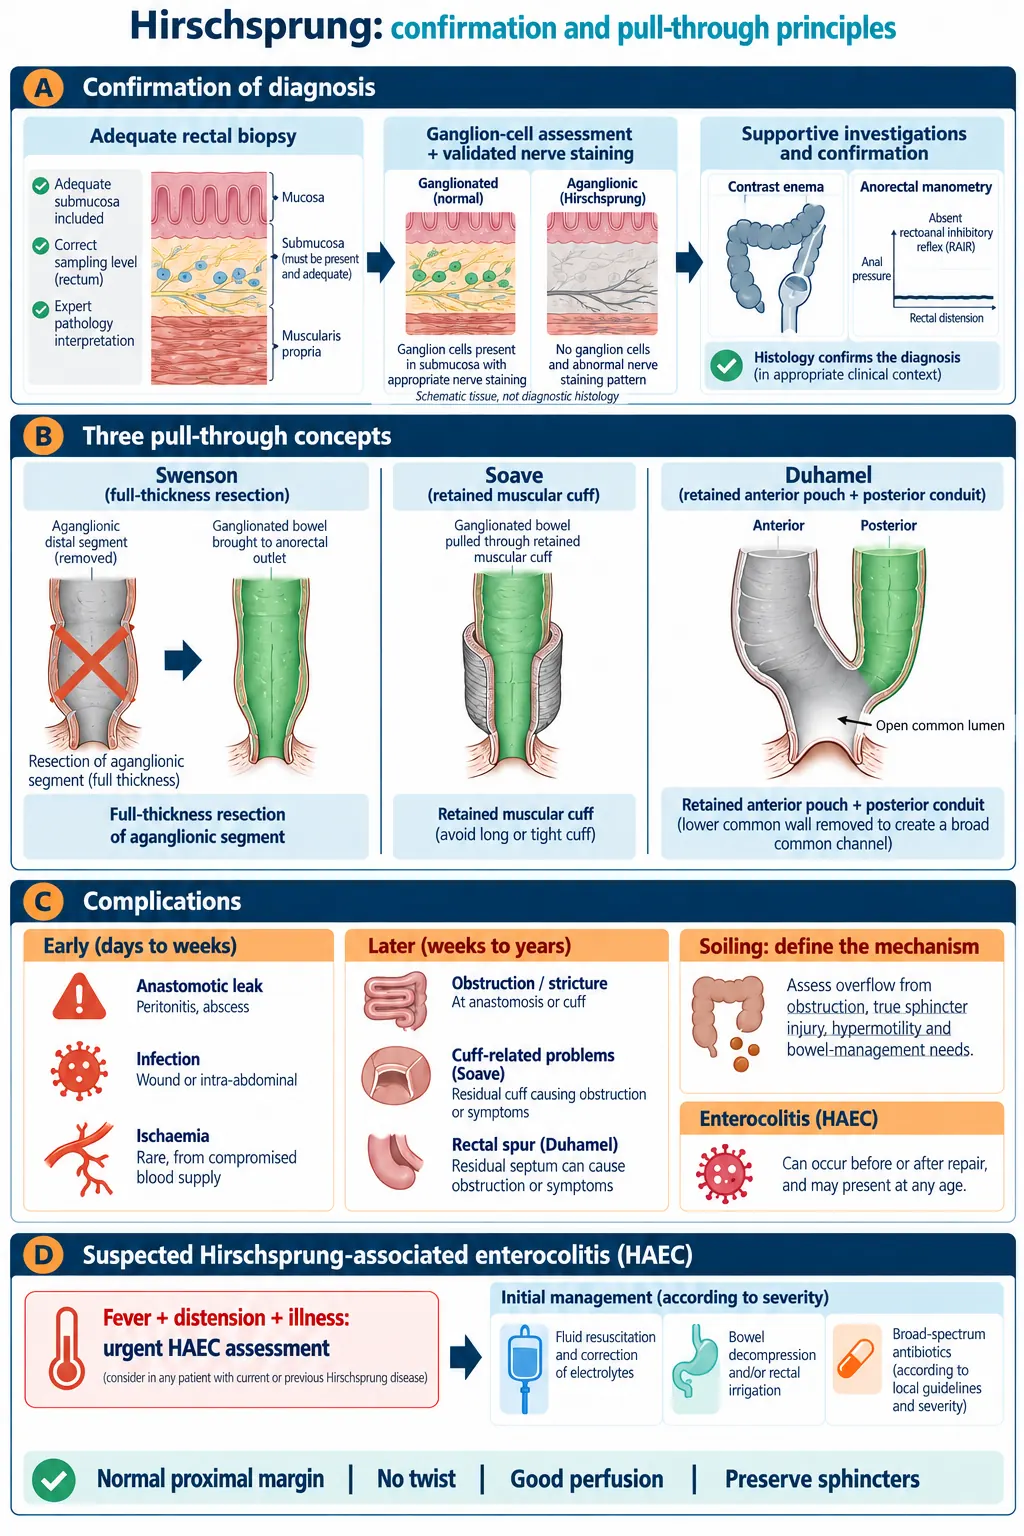 Hirschsprung: confirmation and pull-through principles
A Confirmation of diagnosis
Adequate rectal biopsy
Adequate
submucosa
included
Correct
sampling level
(rectum)
Expert
pathology
interpretation
Mucosa
Submucosa
(must be present
and adequate)
Muscularis
propria
Ganglion-cell assessment
+ validated nerve staining
Ganglionated
(normal)
Aganglionic
(Hirschsprung)
Ganglion cells present
in submucosa with
appropriate nerve staining
No ganglion cells
and abnormal nerve
staining pattern
Schematic tissue, not diagnostic histology
Supportive investigations
and confirmation
Contrast enema
Anorectal manometry
Absent
rectoanal inhibitory
reflex (RAIR)
Anal
pressure
Rectal distension
Histology confirms the diagnosis
(in appropriate clinical context)
B Three pull-through concepts
Swenson
(full-thickness resection)
Aganglionic
distal segment
(removed)
Ganglionated bowel
brought to anorectal
outlet
Resection of aganglionic
segment (full thickness)
Full-thickness resection
of aganglionic segment
Soave
(retained muscular cuff)
Ganglionated bowel
pulled through retained
muscular cuff
Retained muscular cuff
(avoid long or tight cuff)
Duhamel
(retained anterior pouch + posterior conduit)
Anterior
Posterior
Open common lumen
Retained anterior pouch + posterior conduit
(lower common wall removed to create a broad
common channel)
C Complications
Early (days to weeks)
Anastomotic leak
Peritonitis, abscess
Infection
Wound or intra-abdominal
Ischaemia
Rare, from compromised
blood supply
Later (weeks to years)
Obstruction / stricture
At anastomosis or cuff
Cuff-related problems
(Soave)
Residual cuff causing obstruction
or symptoms
Rectal spur (Duhamel)
Residual septum can cause
obstruction or symptoms
Soiling: define the mechanism
Assess overflow from
obstruction, true sphincter
injury, hypermotility and
bowel-management needs.
Enterocolitis (HAEC)
Can occur before or after repair,
and may present at any age.
D Suspected Hirschsprung-associated enterocolitis (HAEC)
Fever + distension + illness:
urgent HAEC assessment
(consider in any patient with current or previous Hirschsprung disease)
Initial management (according to severity)
Fluid resuscitation
and correction
of electrolytes
Bowel
decompression
and/or rectal
irrigation
Broad-spectrum
antibiotics
(according to
local guidelines
and severity)
Normal proximal margin | No twist | Good perfusion | Preserve sphincters